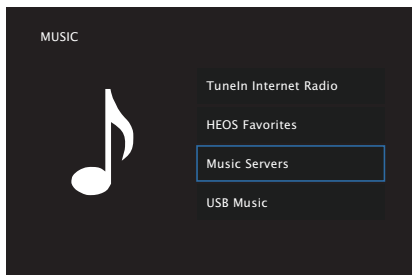 MUSIC
TuneIn Internet Radio
HEOS Favorites
Music Servers
USB Music